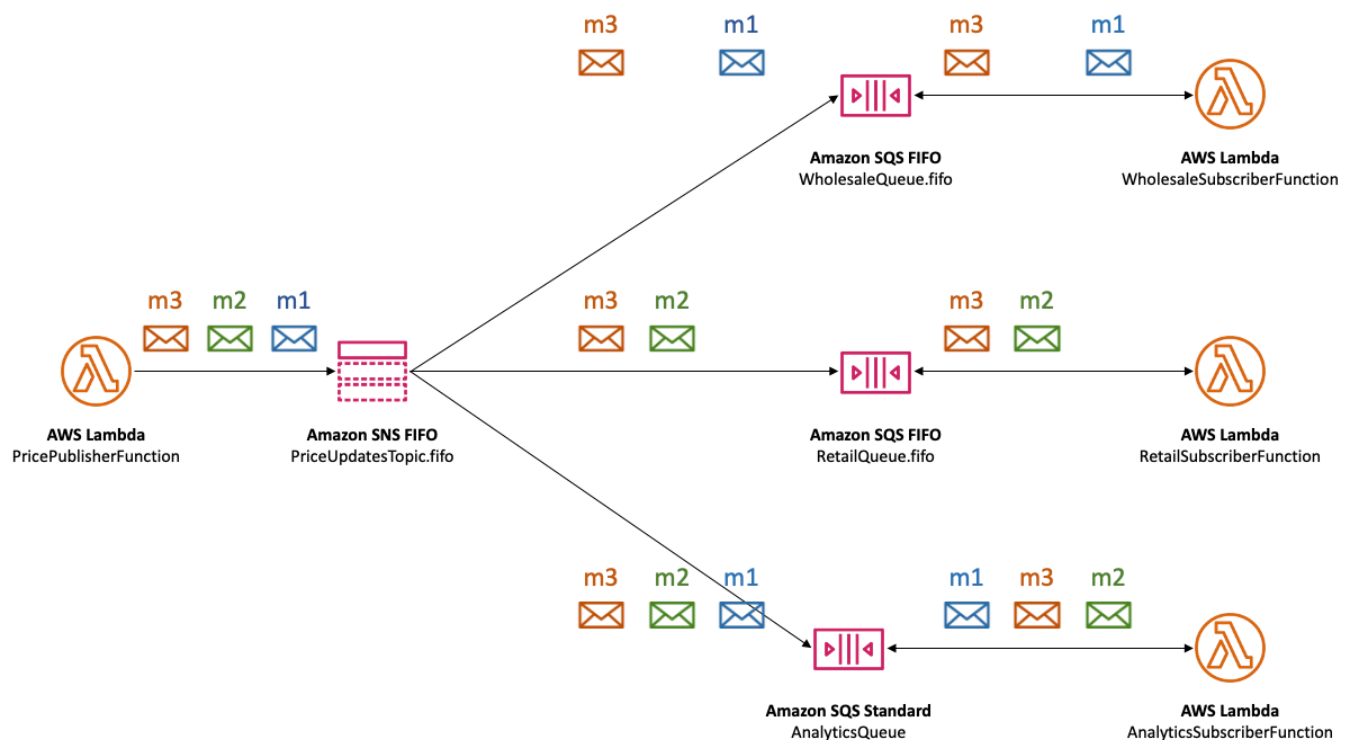 m3 m1 m3 m1
Amazon SQS FIFO
WholesaleQueue.fifo
AWS Lambda
WholesaleSubscriberFunction
m3 m2 m1 m3 m2 m3 m2
AWS Lambda
PricePublisherFunction
Amazon SNS FIFO
PriceUpdatesTopic.fifo
Amazon SQS FIFO
RetailQueue.fifo
AWS Lambda
RetailSubscriberFunction
m3 m2 m1 m1 m3 m2
Amazon SQS Standard
AnalyticsQueue
AWS Lambda
AnalyticsSubscriberFunction